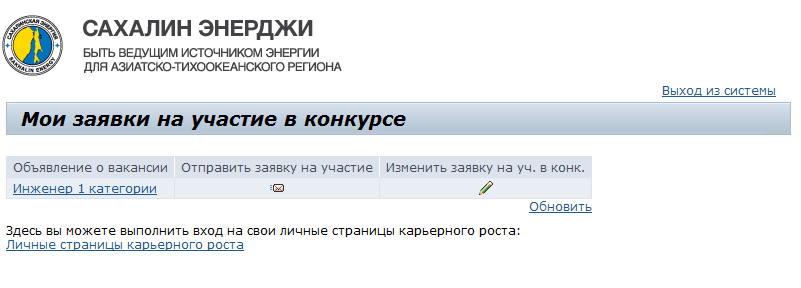 САХАЛИНСКАЯ ЭНЕРГИЯ
SAKHALIN ENERGY
САХАЛИН ЭНЕРДЖИ
БЫТЬ ВЕДУЩИМ ИСТОЧНИКОМ ЭНЕРГИИ
ДЛЯ АЗИАТСКО-ТИХООКЕАНСКОГО РЕГИОНА
Выход из системы
Мои заявки на участие в конкурсе
Объявление о вакансии Отправить заявку на участие Изменить заявку на уч. в конк.
Инженер 1 категории
Обновить
Здесь вы можете выполнить вход на свои личные страницы карьерного роста:
Личные страницы карьерного роста